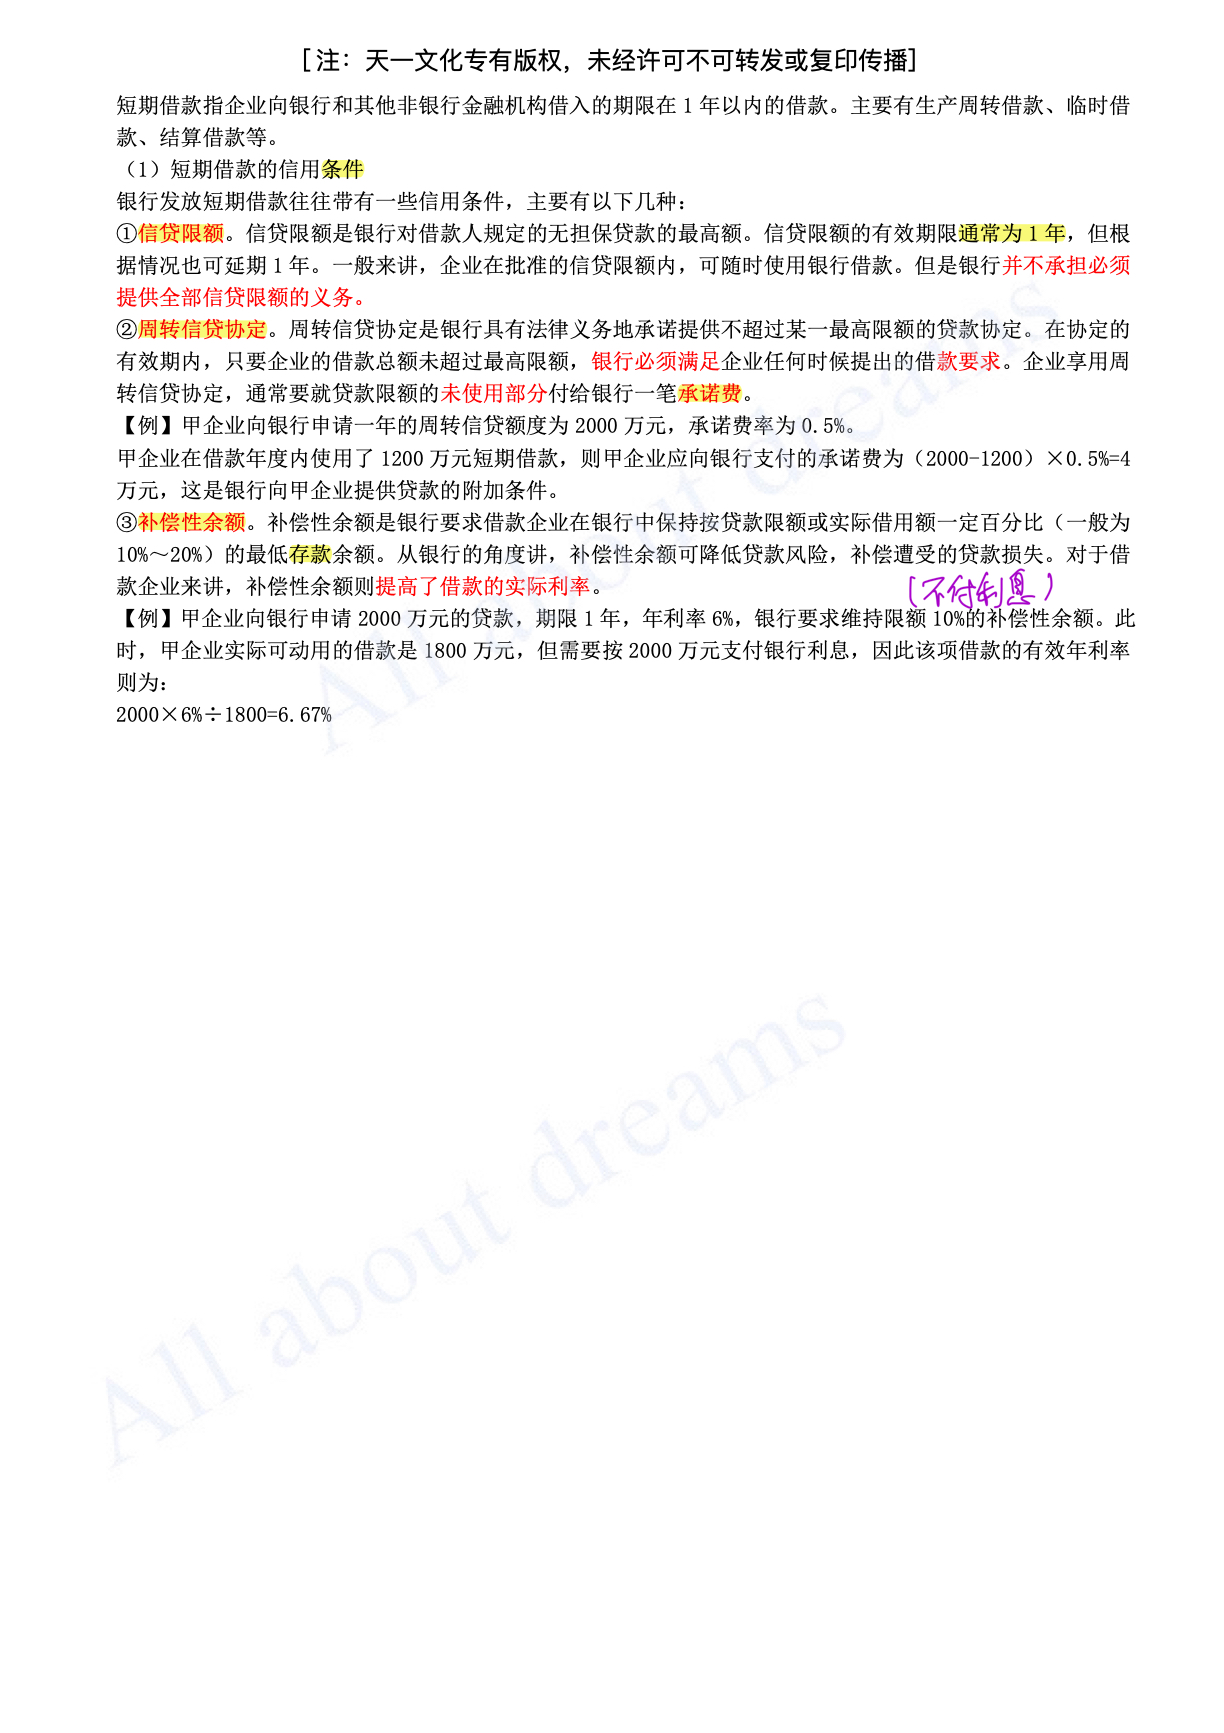 [注：天一文化专有版权，未经许可不可转发或复印传播]
短期借款指企业向银行和其他非银行金融机构借入的期限在 1 年以内的借款。主要有生产周转借款、临时借
款、结算借款等。
（1）短期借款的信用条件
银行发放短期借款往往带有一些信用条件，主要有以下几种：
①信贷限额。信贷限额是银行对借款人规定的无担保贷款的最高额。信贷限额的有效期限通常为 1 年，但根
据情况也可延期 1 年。一般来讲，企业在批准的信贷限额内，可随时使用银行借款。但是银行并不承担必须
提供全部信贷限额的义务。
②周转信贷协定。周转信贷协定是银行具有法律义务地承诺提供不超过某一最高限额的贷款协定。在协定的
有效期内，只要企业的借款总额未超过最高限额，银行必须满足企业任何时候提出的借款要求。企业享用周
转信贷协定，通常要就贷款限额的未使用部分付给银行一笔承诺费。
【例】甲企业向银行申请一年的周转信贷额度为 2000 万元，承诺费率为 0.5%。
甲企业在借款年度内使用了 1200 万元短期借款，则甲企业应向银行支付的承诺费为（2000-1200）×0.5%=4
万元，这是银行向甲企业提供贷款的附加条件。
③补偿性余额。补偿性余额是银行要求借款企业在银行中保持按贷款限额或实际借用额一定百分比（一般为
10%～20%）的最低存款余额。从银行的角度讲，补偿性余额可降低贷款风险，补偿遭受的贷款损失。对于借
款企业来讲，补偿性余额则提高了借款的实际利率。
（不付利息）
【例】甲企业向银行申请 2000 万元的贷款，期限 1 年，年利率 6%，银行要求维持限额 10%的补偿性余额。此
时，甲企业实际可动用的借款是 1800 万元，但需要按 2000 万元支付银行利息，因此该项借款的有效年利率
则为：
2000×6%÷1800=6.67%
All about dreams
All about dreams